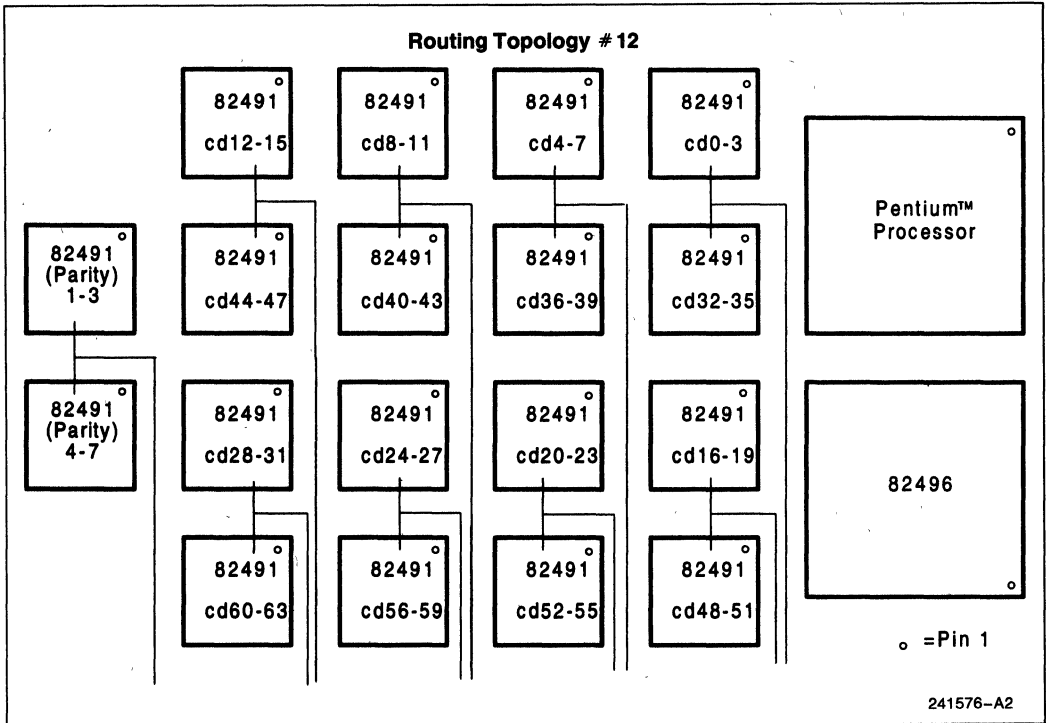 Routing Topology #12
82491
cd12-15
82491
cd8-11
82491
cd4-7
82491
cd0-3
Pentium™
Processor
82491
(Parity)
1-3
82491
cd44-47
82491
cd40-43
82491
cd36-39
82491
cd32-35
82491
(Parity)
4-7
82491
cd28-31
82491
cd24-27
82491
cd20-23
82491
cd16-19
82496
82491
cd60-63
82491
cd56-59
82491
cd52-55
82491
cd48-51
=Pin 1
241576-A2